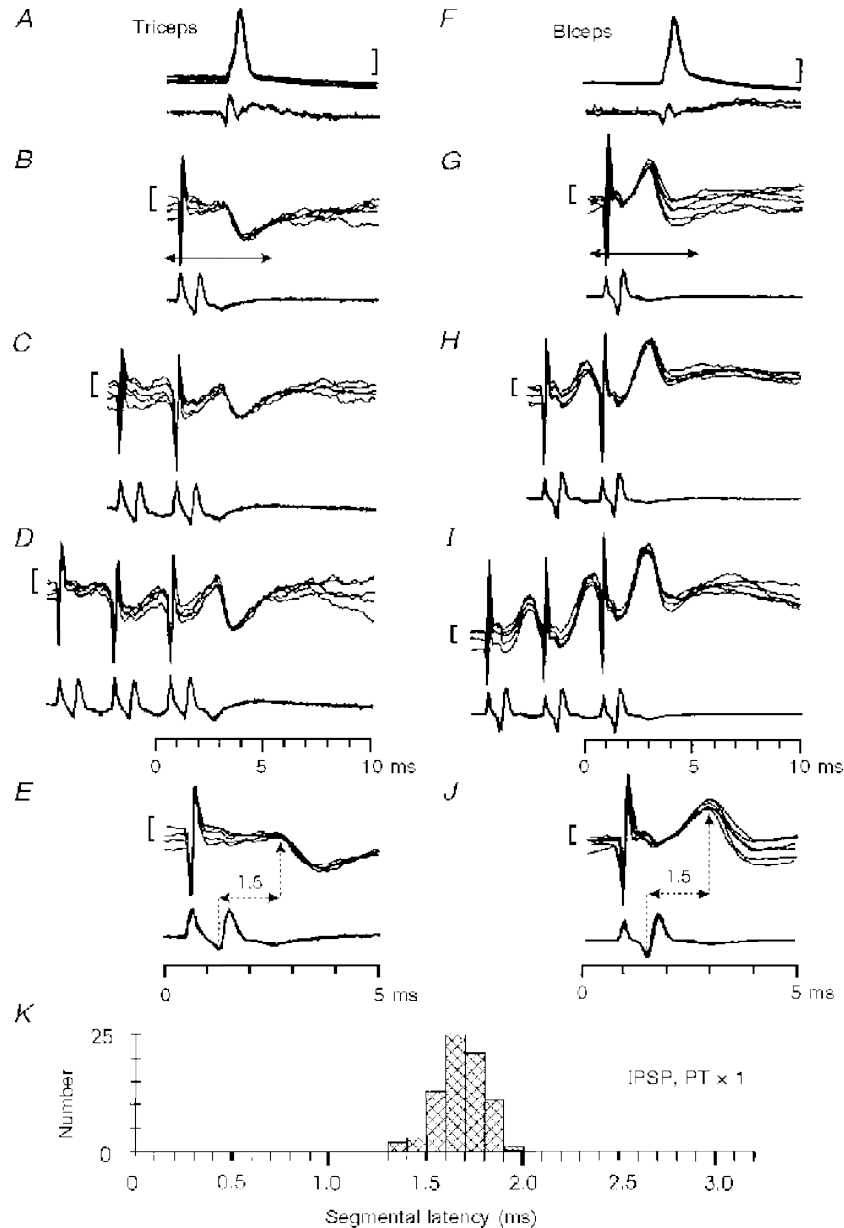 A
Triceps
F
Biceps
B
G
C
H
D
I
0 5 10 ms
0 5 10 ms
E
1.5
J
1.5
0 5 ms
0 5 ms
K
25
Number
0
IPSP, PT × 1
0 0.5 1.0 1.5 2.0 2.5 3.0
Segmental latency (ms)